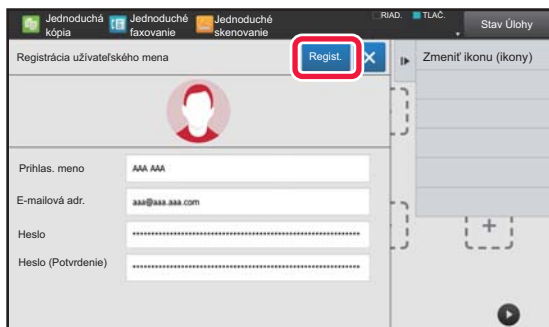 Jednoduchá kópia
Jednoduché faxovanie
Jednoduché skenovanie
RIAD.
TLAČ.
Stav Úlohy
Registrácia užívateľského mena
Regist.
Zmeniť ikonu (ikony)
Prihlas. meno
AAA AAA
E-mailová adr.
aaa@aaa.aaa.com
Heslo
Heslo (Potvrdenie)